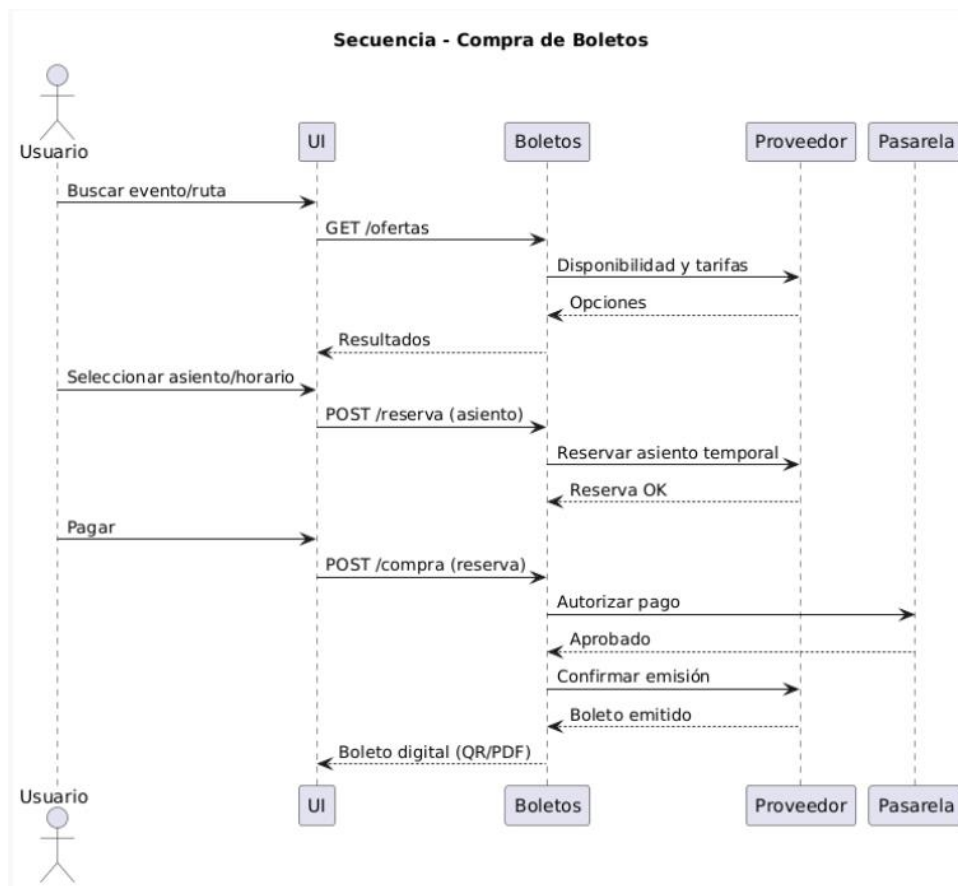 Secuencia - Compra de Boletos
Usuario
UI
Boletos
Proveedor
Pasarela
Buscar evento/ruta
GET /ofertas
Disponibilidad y tarifas
Opciones
Resultados
Seleccionar asiento/horario
POST /reserva (asiento)
Reservar asiento temporal
Reserva OK
Pagar
POST /compra (reserva)
Autorizar pago
Aprobado
Confirmar emisión
Boleto emitido
Boleto digital (QR/PDF)
Usuario
UI
Boletos
Proveedor
Pasarela